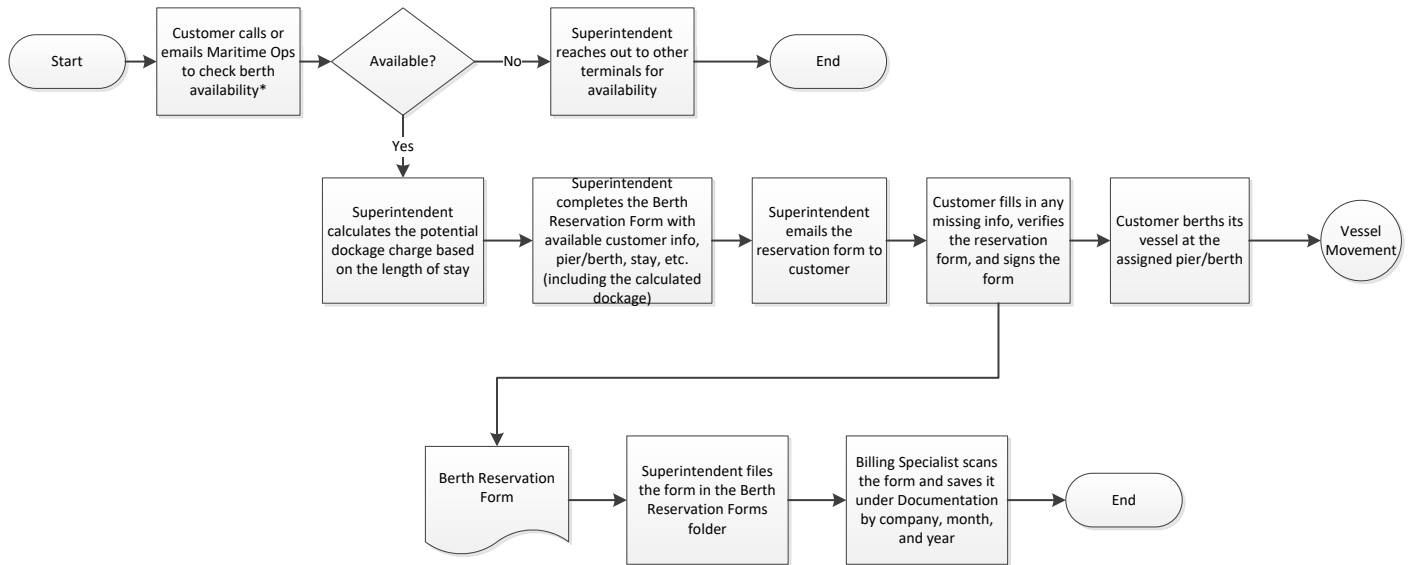 Start
Customer calls or
emails Maritime Ops
to check berth
availability*
Available?
No
Superintendent
reaches out to other
terminals for
availability
End
Yes
Superintendent
calculates the potential
dockage charge based
on the length of stay
Superintendent
completes the Berth
Reservation Form with
available customer info,
pier/berth, stay, etc.
(including the calculated
dockage)
Superintendent
emails the
reservation form to
customer
Customer fills in any
missing info, verifies
the reservation
form, and signs the
form
Customer berths its
vessel at the
assigned pier/berth
Vessel
Movement
Berth Reservation
Form
Superintendent files
the form in the Berth
Reservation Forms
folder
Billing Specialist scans
the form and saves it
under Documentation
by company, month,
and year
End